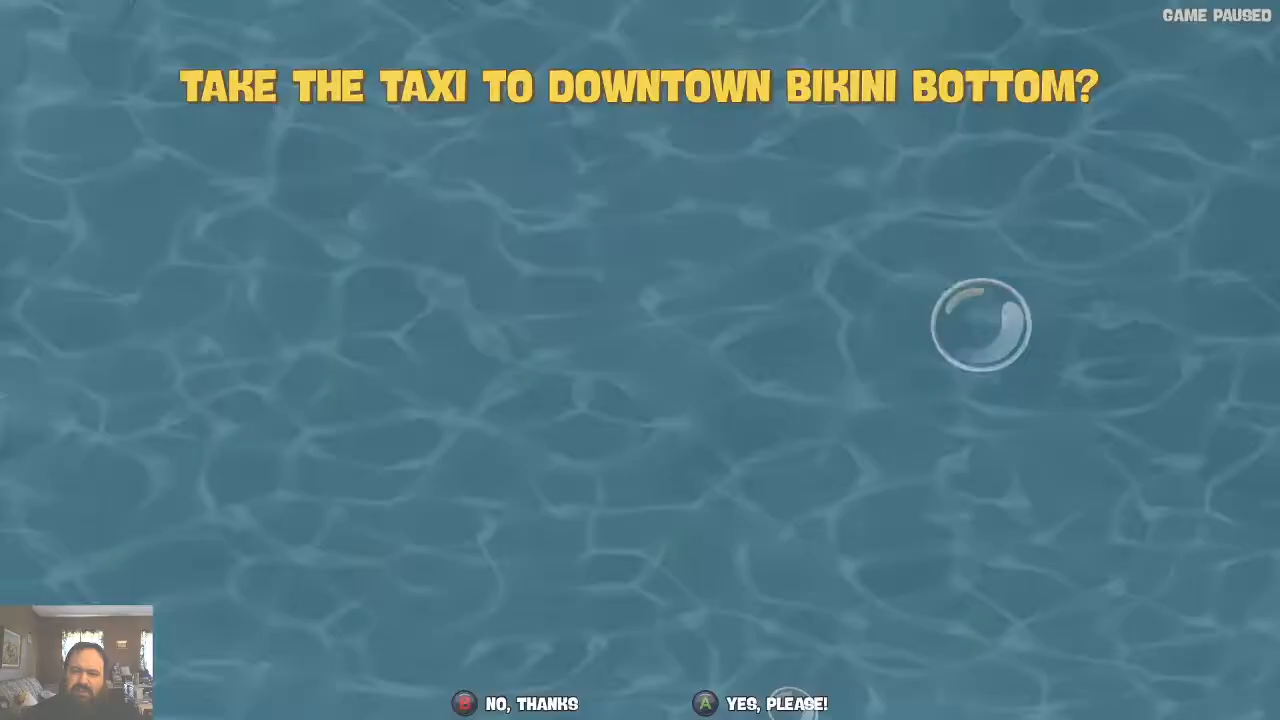 GAME PAUSED
TAKE THE TAXI TO DOWNTOWN BIKINI BOTTOM?
B NO, THANKS
A YES, PLEASE!